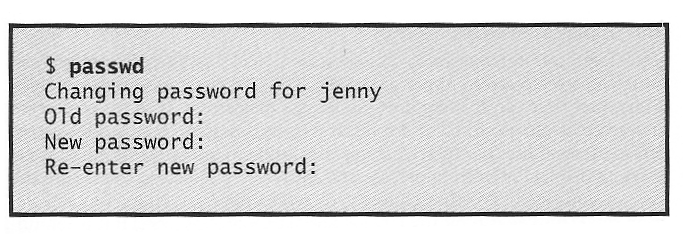 $ passwd
Changing password for jenny
Old password:
New password:
Re-enter new password: